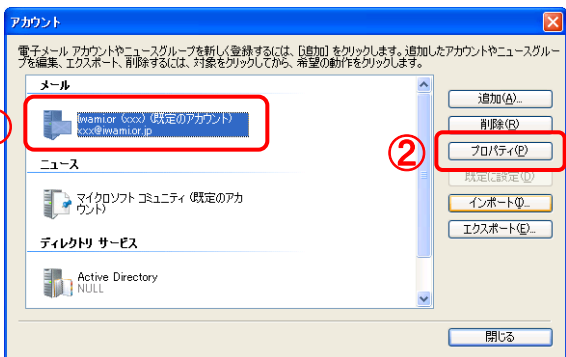 アカウント
電子メール アカウントやニュースグループを新しく登録するには、[追加] をクリックします。追加したアカウントやニュースグルー
プを編集、エクスポート、削除するには、対象をクリックしてから、希望の動作をクリックします。
メール
iwami.or (xxx) (既定のアカウント)
xxx@iwami.or.jp
ニュース
マイクロソフト コミュニティ (既定のアカ
ウント)
ディレクトリ サービス
Active Directory
NULL
追加(A)...
削除(R)
②
プロパティ(P)
既定に設定(D)
インポート(I)...
エクスポート(E)...
閉じる